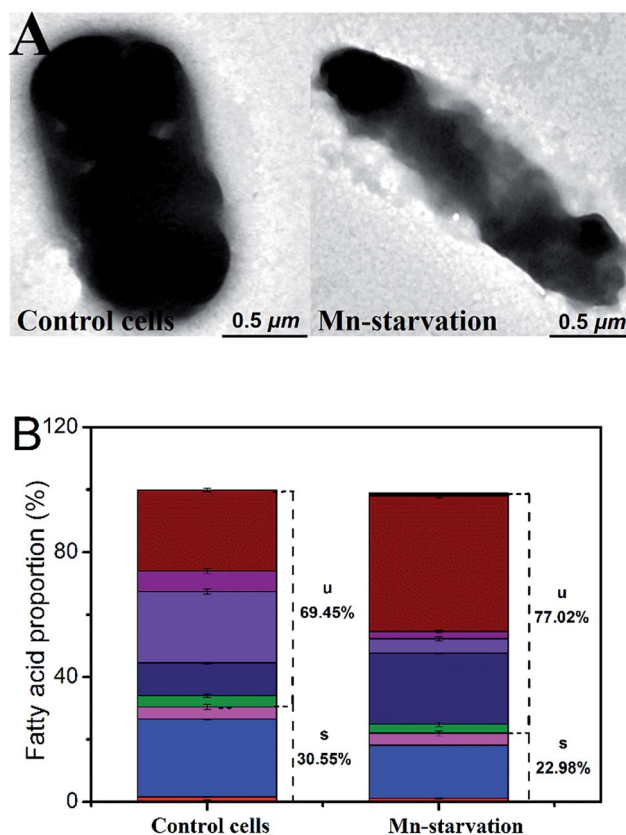 A
Control cells
0.5 μm
Mn-starvation
0.5 μm
B
Fatty acid proportion (%)
120
80
40
0
u
69.45%
s
30.55%
u
77.02%
s
22.98%
Control cells
Mn-starvation